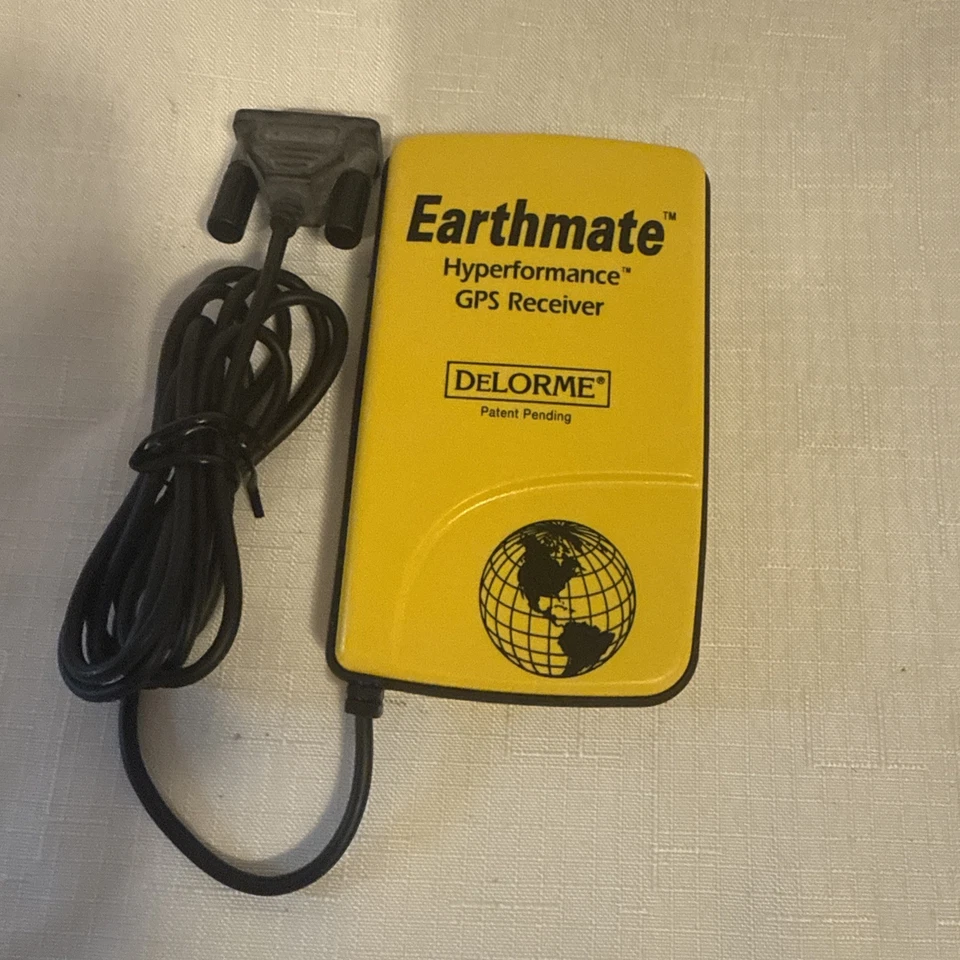 Earthmate™
Hyperformance™
GPS Receiver
DELORME®
Patent Pending